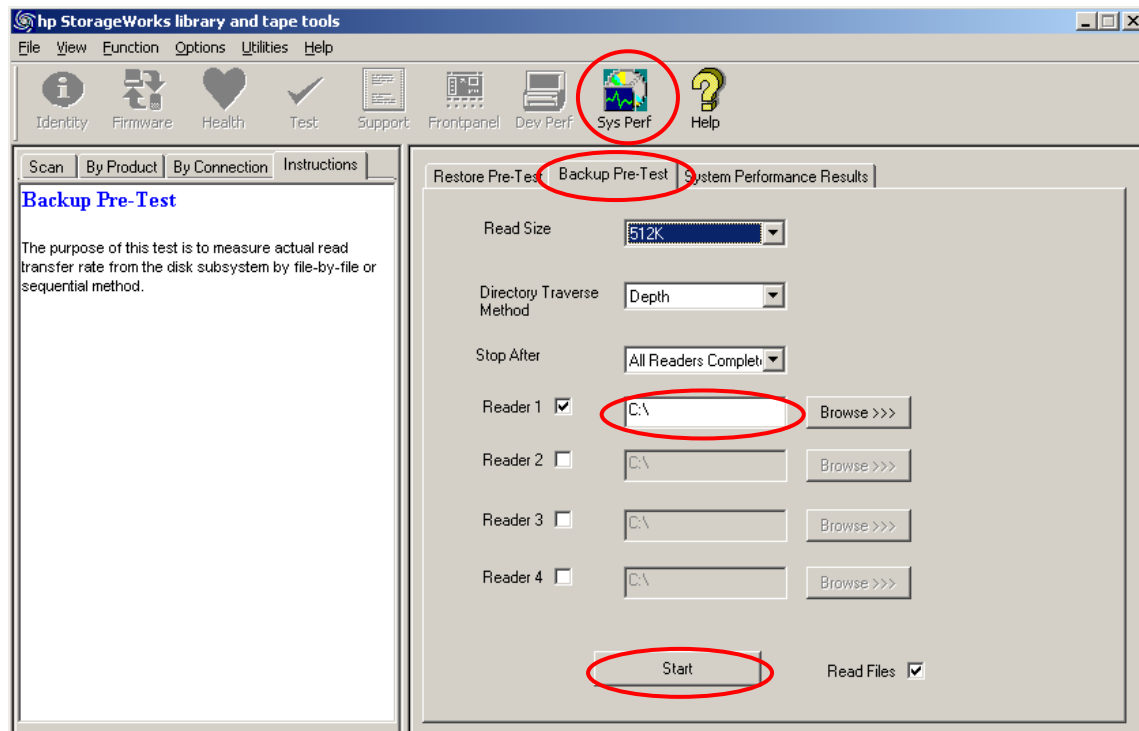 hp StorageWorks library and tape tools
File View Function Options Utilities Help
Identity Firmware Health Test Support Frontpanel Dev Perf Sys Perf Help
Scan By Product By Connection Instructions
Backup Pre-Test
The purpose of this test is to measure actual read
transfer rate from the disk subsystem by file-by-file or
sequential method.
Restore Pre-Test Backup Pre-Test System Performance Results
Read Size 512K
Directory Traverse
Method Depth
Stop After All Readers Complet
Reader 1 C:\ Browse >>>
Reader 2 C:\ Browse >>>
Reader 3 C:\ Browse >>>
Reader 4 C:\ Browse >>>
Start Read Files